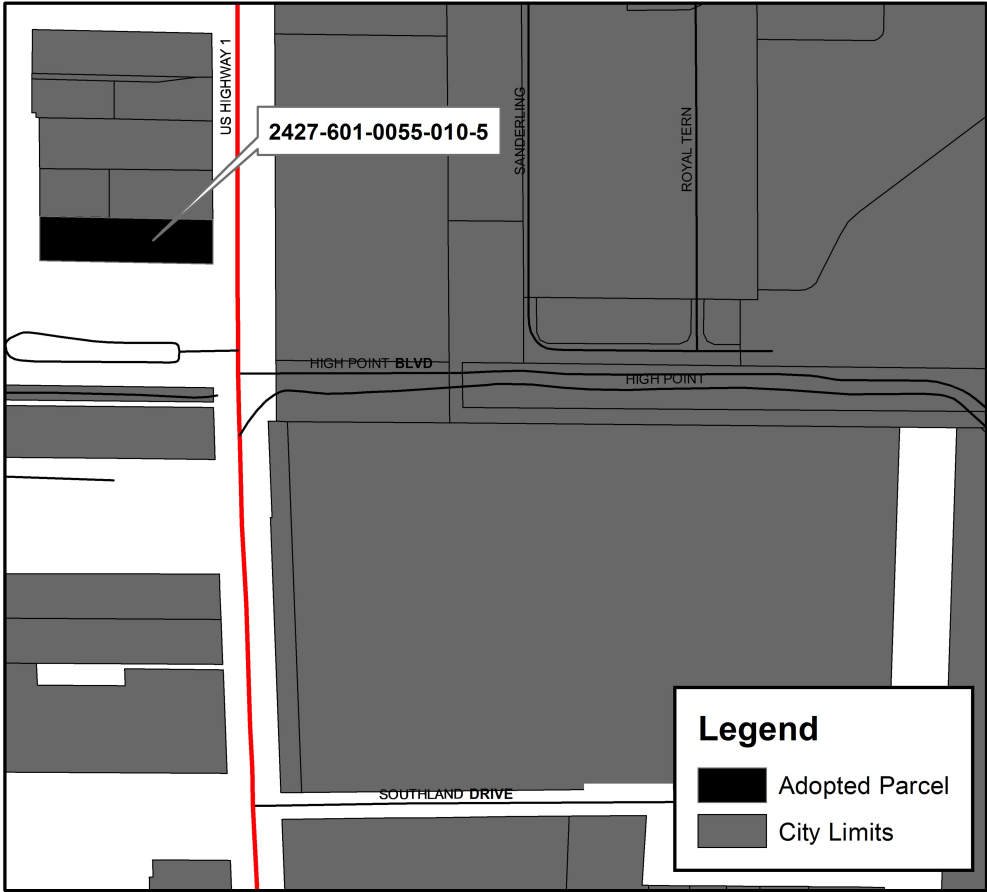 US HIGHWAY 1
2427-601-0055-010-5
SANDERLING
ROYAL TERN
HIGH POINT BLVD
HIGH POINT
SOUTHLAND DRIVE
Legend
Adopted Parcel
City Limits